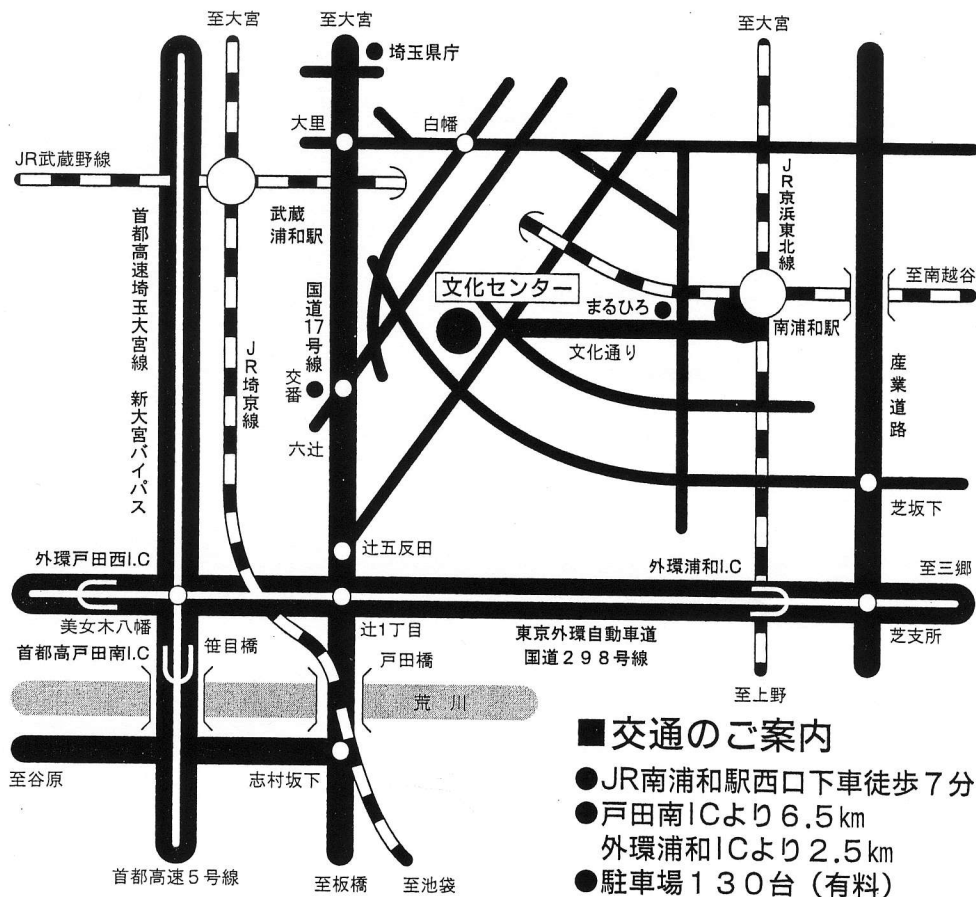 至大宮
至大宮
至大宮
埼玉県庁
大里
白幡
JR武蔵野線
武蔵
浦和駅
首都高速埼玉大宮線 新大宮バイパス
JR埼京線
国道17号線
交番
六辻
文化センター
まるひろ
文化通り
JR京浜東北線
南浦和駅
至南越谷
産業道路
芝坂下
辻五反田
外環戸田西I.C
外環浦和I.C
至三郷
美女木八幡
辻1丁目
東京外環自動車道
国道298号線
芝支所
首都高戸田南I.C
笹目橋
戸田橋
荒川
至上野
至谷原
志村坂下
首都高速5号線
至板橋
至池袋
■交通のご案内
●JR南浦和駅西口下車徒歩7分
●戸田南ICより6.5km
外環浦和ICより2.5km
●駐車場130台(有料)